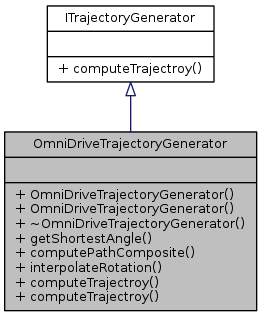 ITrajectoryGenerator
+ computeTrajectroy()
OmniDriveTrajectoryGenerator
+ OmniDriveTrajectoryGenerator()
+ OmniDriveTrajectoryGenerator()
+ ~OmniDriveTrajectoryGenerator()
+ getShortestAngle()
+ computePathComposite()
+ interpolateRotation()
+ computeTrajectroy()
+ computeTrajectroy()